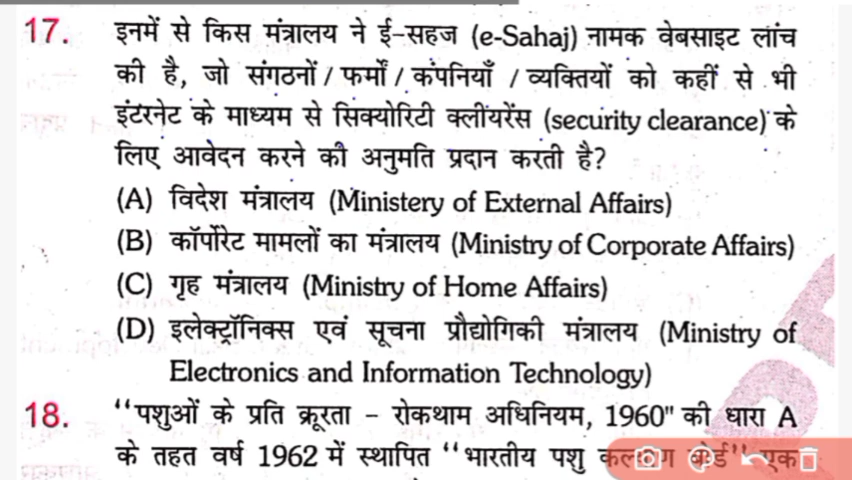 17. इनमें से किस मंत्रालय ने ई-सहज (e-Sahaj) नामक वेबसाइट लांच
की है, जो संगठनों / फर्मों / कंपनियाँ / व्यक्तियों को कहीं से भी
इंटरनेट के माध्यम से सिक्योरिटी क्लीयरेंस (security clearance) के
लिए आवेदन करने की अनुमति प्रदान करती है?
(A) विदेश मंत्रालय (Ministery of External Affairs)
(B) कॉर्पोरेट मामलों का मंत्रालय (Ministry of Corporate Affairs)
(C) गृह मंत्रालय (Ministry of Home Affairs)
(D) इलेक्ट्रॉनिक्स एवं सूचना प्रौद्योगिकी मंत्रालय (Ministry of
Electronics and Information Technology)
18. “पशुओं के प्रति क्रूरता – रोकथाम अधिनियम, 1960" की धारा A
के तहत वर्ष 1962 में स्थापित “भारतीय पशु बोर्ड” एक